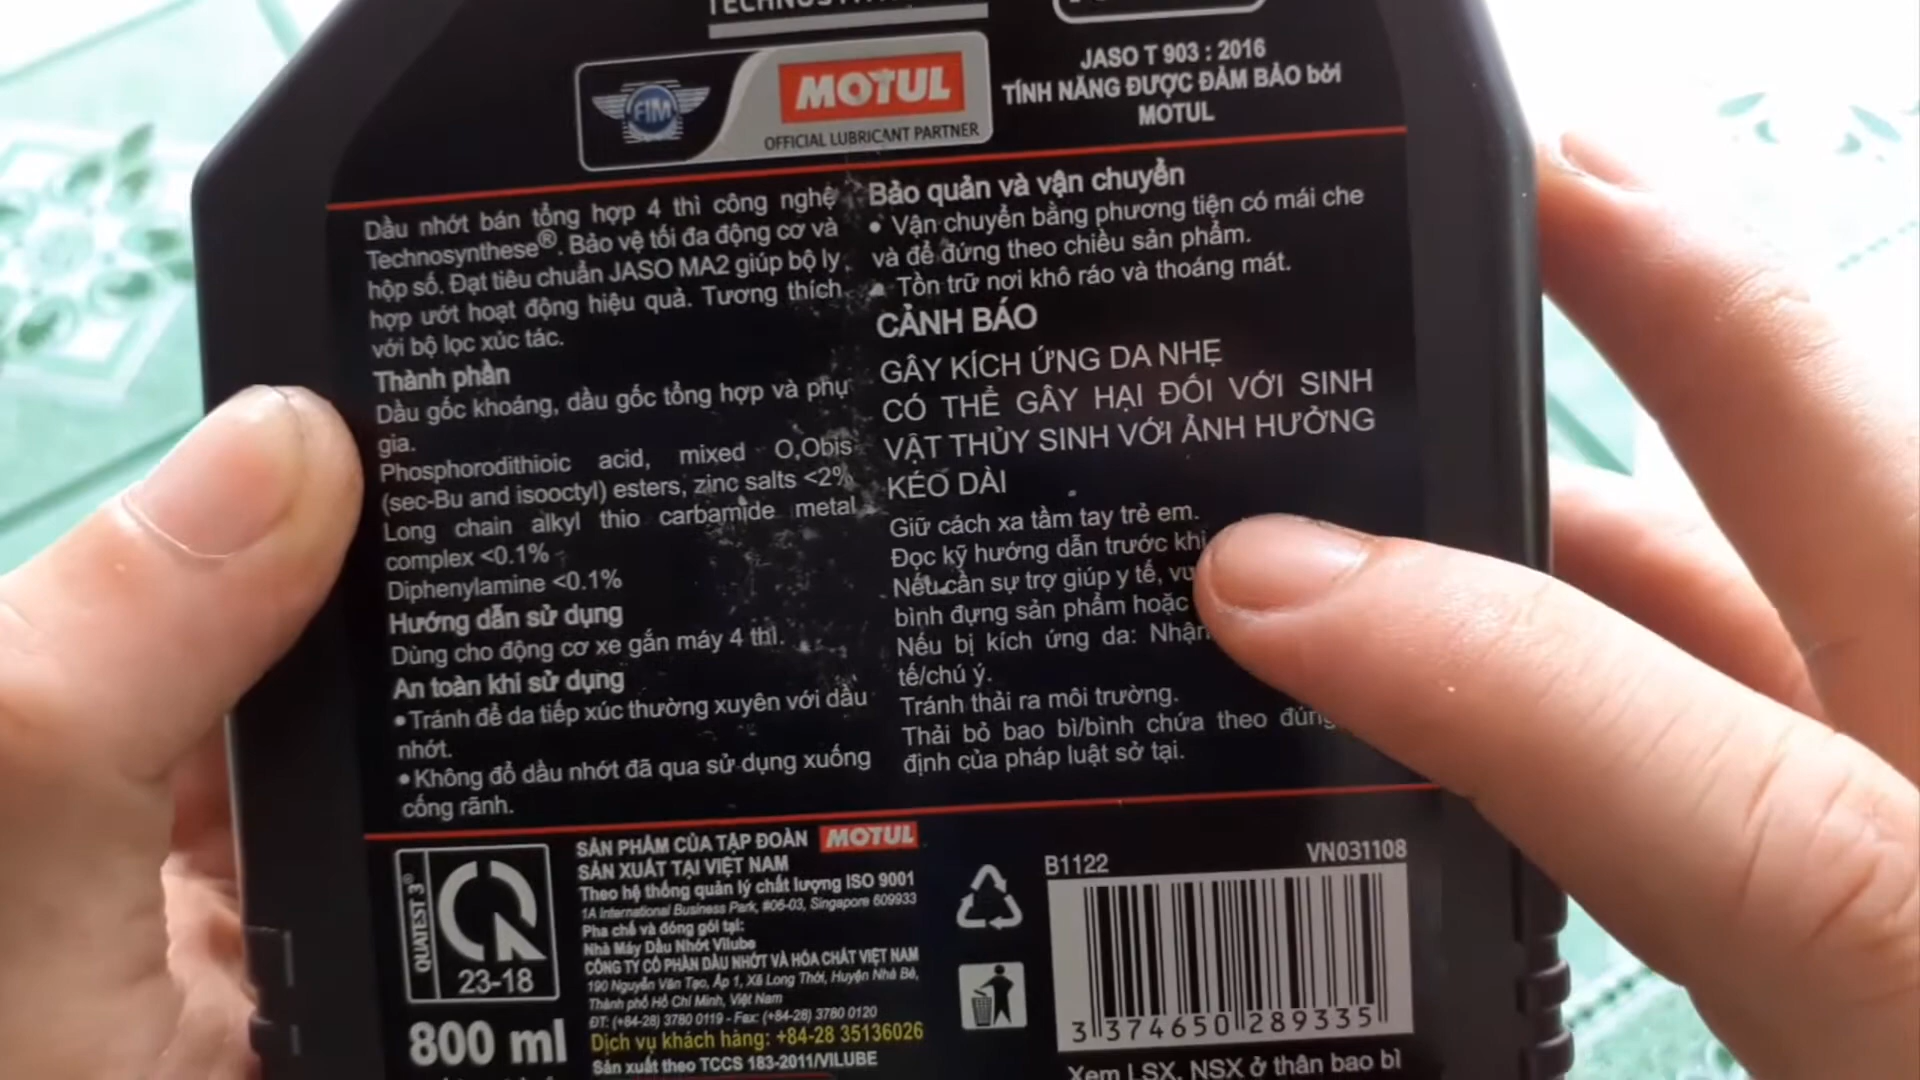 FIM
MOTUL
OFFICIAL LUBRICANT PARTNER
JASO T 903 : 2016
TÍNH NĂNG ĐƯỢC ĐẢM BẢO bởi
MOTUL
Dầu nhớt bán tổng hợp 4 thì công nghệ
Technosynthese®. Bảo vệ tối đa động cơ và
hộp số. Đạt tiêu chuẩn JASO MA2 giúp bộ ly
hợp ướt hoạt động hiệu quả. Tương thích
với bộ lọc xúc tác.
Thành phần
Dầu gốc khoáng, dầu gốc tổng hợp và phụ
gia.
Phosphorodithioic acid, mixed O,Obis
(sec-Bu and isooctyl) esters, zinc salts <2%
Long chain alkyl thio carbamide metal
complex <0.1%
Diphenylamine <0.1%
Hướng dẫn sử dụng
Dùng cho động cơ xe gắn máy 4 thì.
An toàn khi sử dụng
• Tránh để da tiếp xúc thường xuyên với dầu
nhớt.
• Không đổ dầu nhớt đã qua sử dụng xuống
cống rãnh.
Bảo quản và vận chuyển
• Vận chuyển bằng phương tiện có mái che
và để đứng theo chiều sản phẩm.
• Tồn trữ nơi khô ráo và thoáng mát.
CẢNH BÁO
GÂY KÍCH ỨNG DA NHẸ
CÓ THỂ GÂY HẠI ĐỐI VỚI SINH
VẬT THỦY SINH VỚI ẢNH HƯỞNG
KÉO DÀI
Giữ cách xa tầm tay trẻ em.
Đọc kỹ hướng dẫn trước khi
Nếu cần sự trợ giúp y tế,
bình đựng sản phẩm hoặc
Nếu bị kích ứng da: Nhận
tế/chú ý.
Tránh thải ra môi trường.
Thải bỏ bao bì/bình chứa theo đúng
định của pháp luật sở tại.
QUATEST 3®
23-18
800 ml
SẢN PHẨM CỦA TẬP ĐOÀN MOTUL
SẢN XUẤT TẠI VIỆT NAM
Theo hệ thống quản lý chất lượng ISO 9001
1A International Business Park, #06-03, Singapore 609933
Pha chế và đóng gói tại:
Nhà Máy Dầu Nhớt Vilube
CÔNG TY CỔ PHẦN DẦU NHỚT VÀ HÓA CHẤT VIỆT NAM
190 Nguyễn Văn Tạo, Ấp 1, Xã Long Thới, Huyện Nhà Bè,
Thành phố Hồ Chí Minh, Việt Nam
ĐT: (+84-28) 3780 0119 - Fax: (+84-28) 3780 0120
Dịch vụ khách hàng: +84-28 35136026
Sản xuất theo TCCS 183-2011/VILUBE
B1122
VN031108
3 374650 289335
Xem LSX, NSX ở thân bao bì